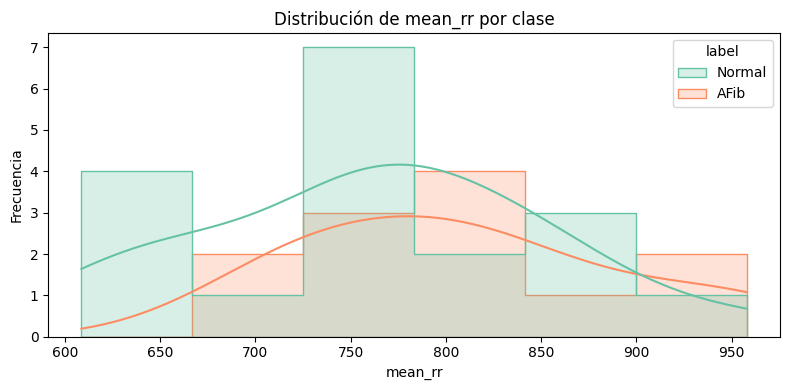 Distribución de mean_rr por clase
label
Normal
AFib
Frecuencia
7
6
5
4
3
2
1
0
600 650 700 750 800 850 900 950
mean_rr